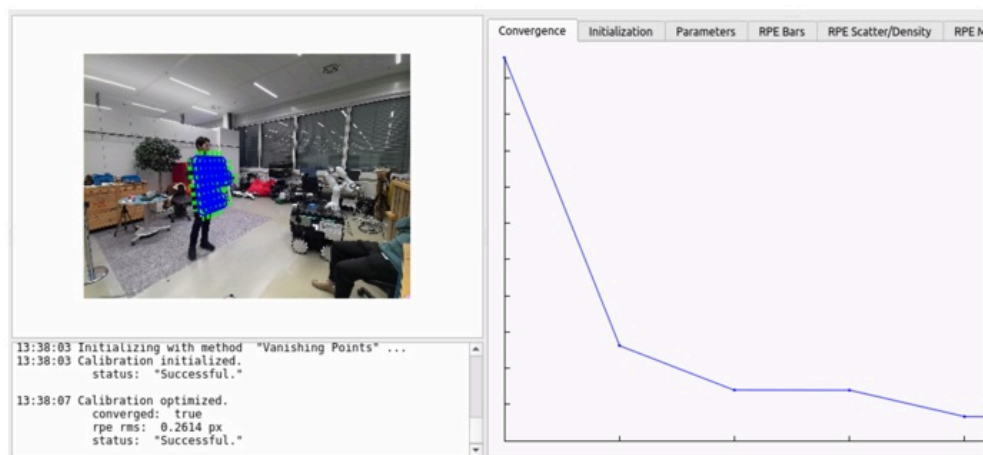 Convergence Initialization Parameters RPE Bars RPE Scatter/Density RPE M
13:38:03 Initializing with method "Vanishing Points" ...
13:38:03 Calibration initialized.
status: "Successful."
13:38:07 Calibration optimized.
converged: true
rpe rms: 0.2614 px
status: "Successful."